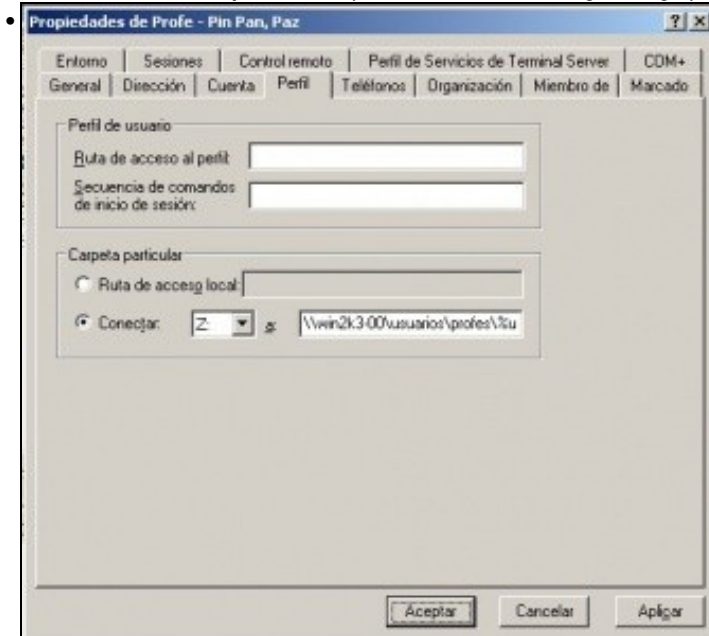 Propiedades de Profe - Pin Pan, Paz
Entorno Sesiones Control remoto Perfil de Servicios de Terminal Server COM+
General Dirección Cuenta Perfil Teléfonos Organización Miembro de Marcado
Perfil de usuario
Ruta de acceso al perfil:
Secuencia de comandos
de inicio de sesión:
Carpeta particular
Ruta de acceso local:
Conectar: Z: a: \\win2k3-00\usuarios\profes\%u
Aceptar Cancelar Aplicar